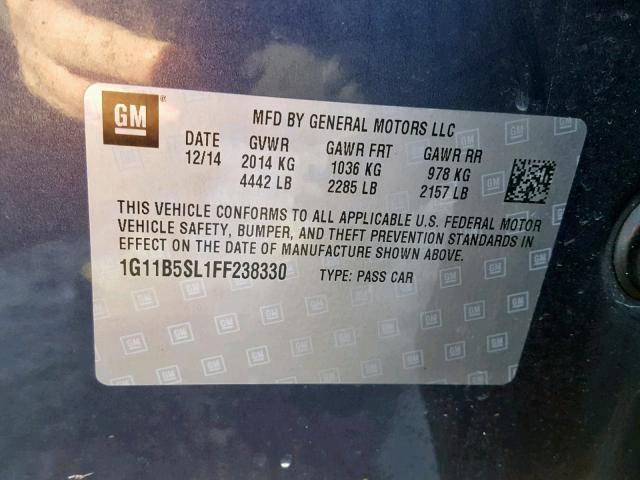 GM ®
MFD BY GENERAL MOTORS LLC
DATE GVWR GAWR FRT GAWR RR
12/14 2014 KG 1036 KG 978 KG
4442 LB 2285 LB 2157 LB
THIS VEHICLE CONFORMS TO ALL APPLICABLE U.S. FEDERAL MOTOR
VEHICLE SAFETY, BUMPER, AND THEFT PREVENTION STANDARDS IN
EFFECT ON THE DATE OF MANUFACTURE SHOWN ABOVE.
1G11B5SL1FF238330 TYPE: PASS CAR